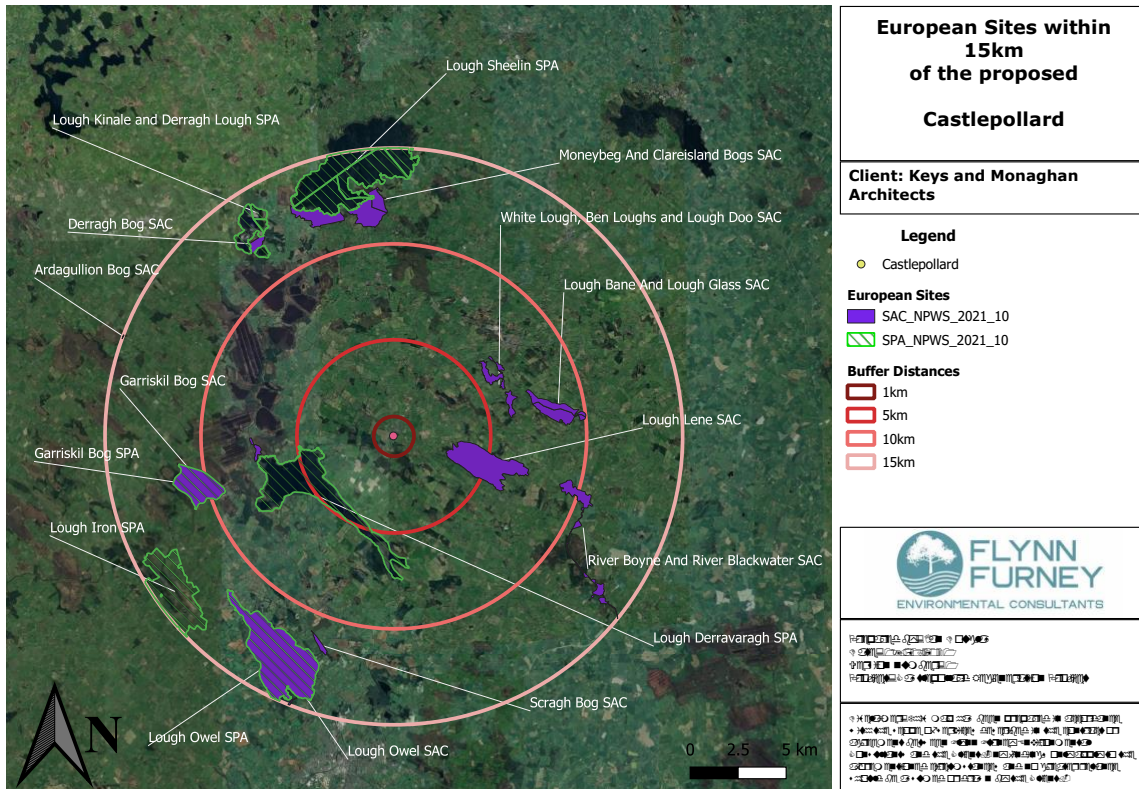 Lough Sheelin SPA
Lough Kinale and Derragh Lough SPA
Moneybeg And Clareisland Bogs SAC
Derragh Bog SAC
White Lough, Ben Loughs and Lough Doo SAC
Ardagullion Bog SAC
Lough Bane And Lough Glass SAC
Garriskil Bog SAC
Lough Lene SAC
Garriskil Bog SPA
Lough Iron SPA
River Boyne And River Blackwater SAC
Lough Derravaragh SPA
Scragh Bog SAC
Lough Owel SPA
Lough Owel SAC
N
0 2.5 5 km
European Sites within
15km
of the proposed
Castlepollard
Client: Keys and Monaghan
Architects
Legend
Castlepollard
European Sites
SAC_NPWS_2021_10
SPA_NPWS_2021_10
Buffer Distances
1km
5km
10km
15km
FLYNN
FURNEY
ENVIRONMENTAL CONSULTANTS